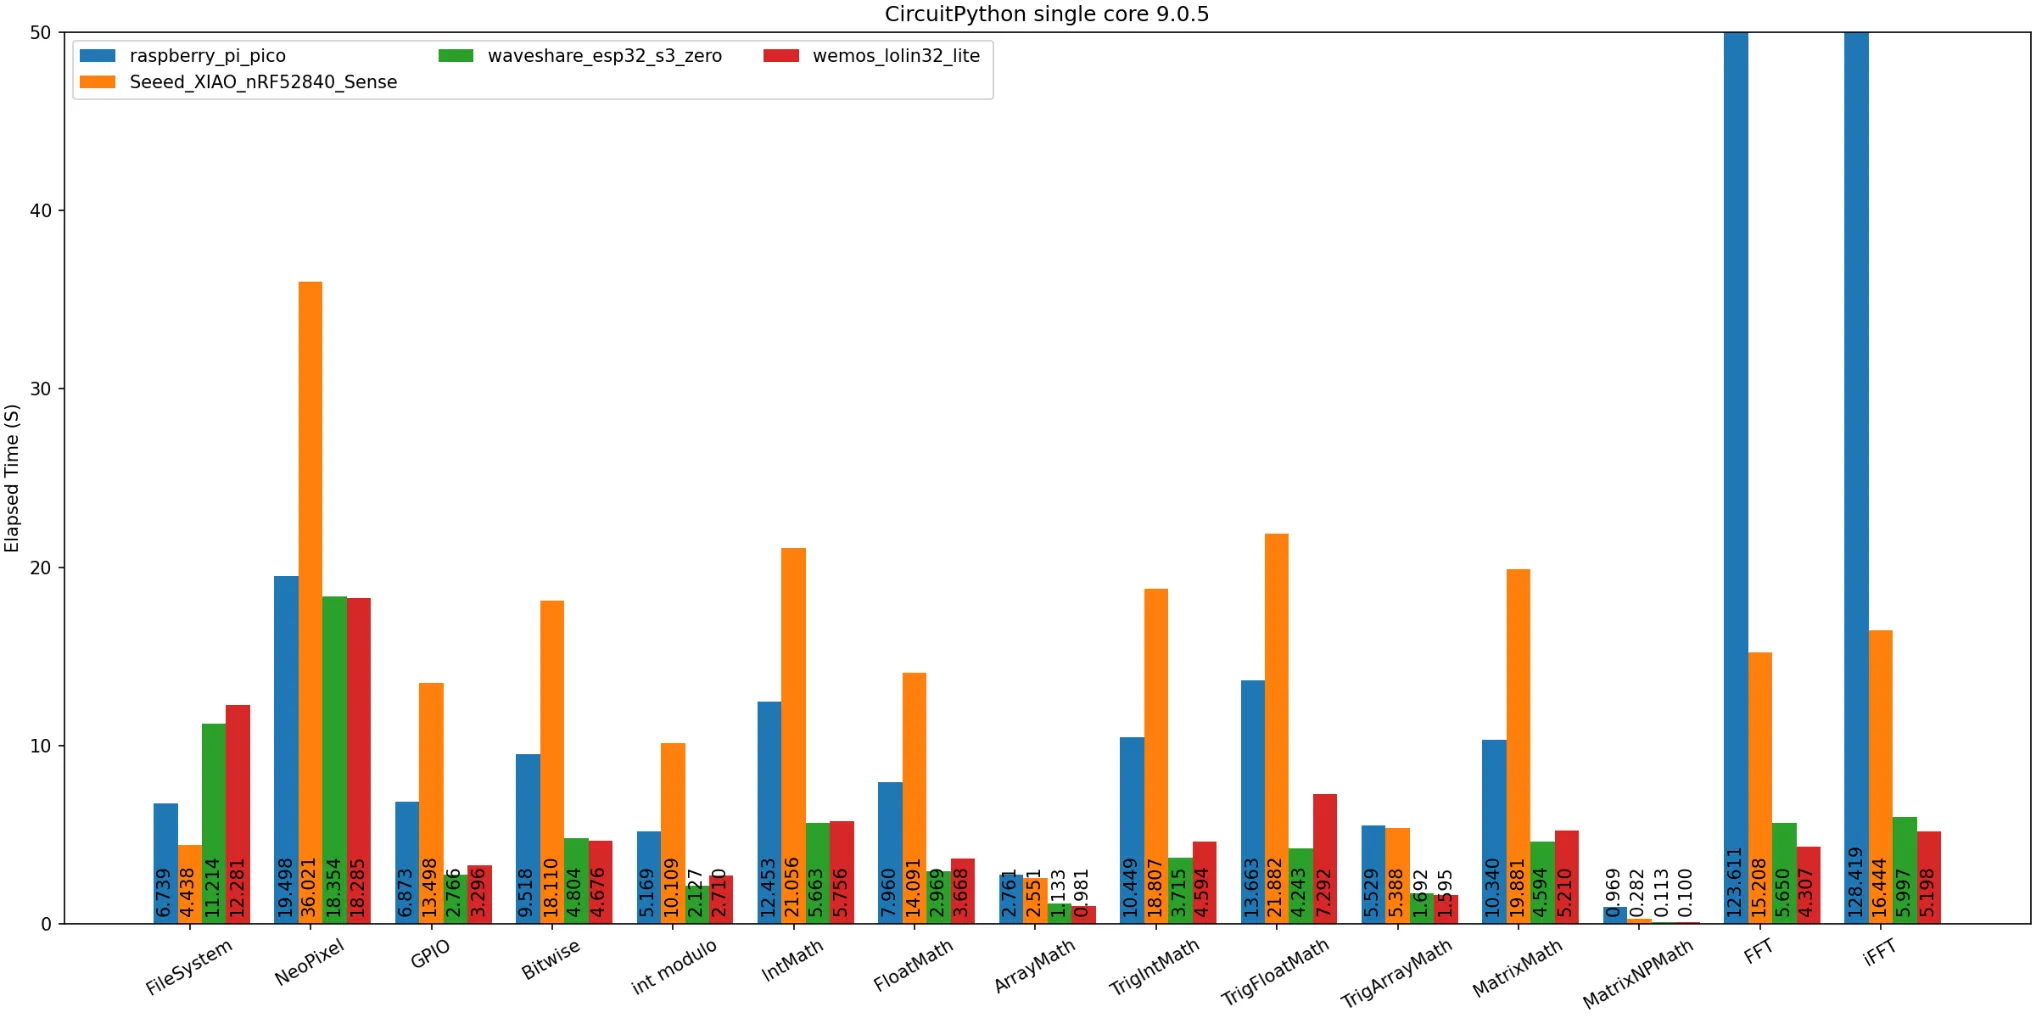 CircuitPython single core 9.0.5
raspberry_pi_pico
Seeed_XIAO_nRF52840_Sense
waveshare_esp32_s3_zero
wemos_lolin32_lite
Elapsed Time (S)
50
40
30
20
10
0
6.739 4.438 11.214 12.281
19.498 36.021 18.354 18.285
6.873 13.498 2.766 3.296
9.518 18.110 4.804 4.676
5.169 10.109 2.127 2.710
12.453 21.056 5.663 5.756
7.960 14.091 2.969 3.668
2.761 2.551 1.133 0.981
10.449 18.807 3.715 4.594
13.663 21.882 4.243 7.292
5.529 5.388 1.692 1.595
10.340 19.881 4.594 5.210
0.969 0.282 0.113 0.100
123.611 15.208 5.650 4.307
128.419 16.444 5.997 5.198
FileSystem
NeoPixel
GPIO
Bitwise
int modulo
IntMath
FloatMath
ArrayMath
TrigIntMath
TrigFloatMath
TrigArrayMath
MatrixMath
MatrixNPMath
FFT
iFFT